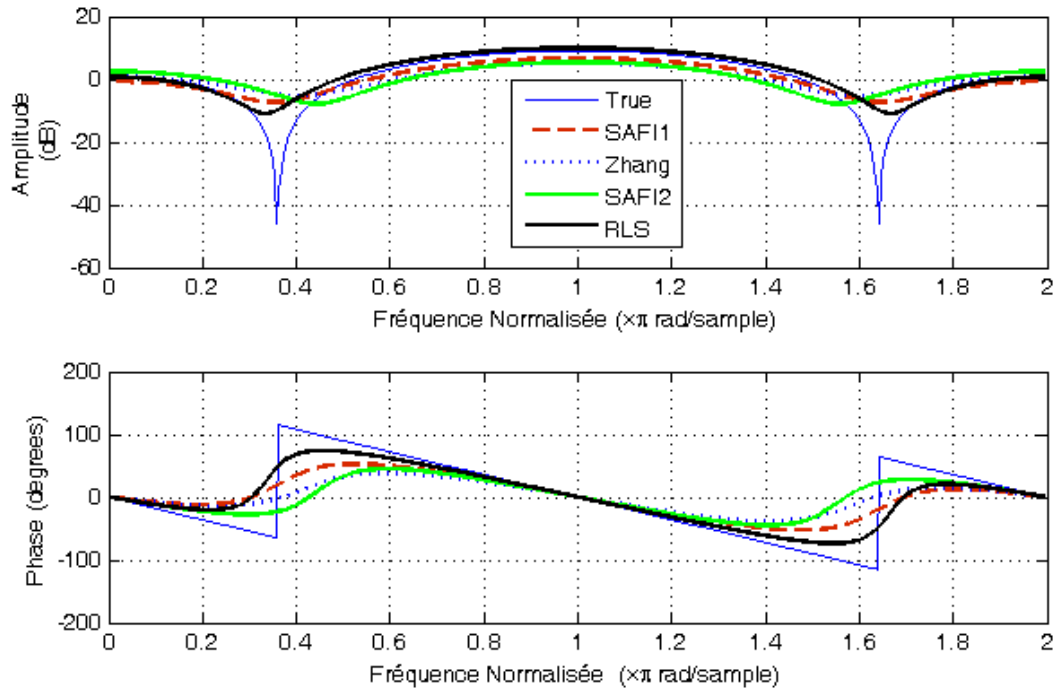 20
0
-20
-40
-60
Amplitude
(dB)
True
SAFI1
Zhang
SAFI2
RLS
0 0.2 0.4 0.6 0.8 1 1.2 1.4 1.6 1.8 2
Fréquence Normalisée (×π rad/sample)
200
100
0
-100
-200
Phase (degrees)
0 0.2 0.4 0.6 0.8 1 1.2 1.4 1.6 1.8 2
Fréquence Normalisée (×π rad/sample)